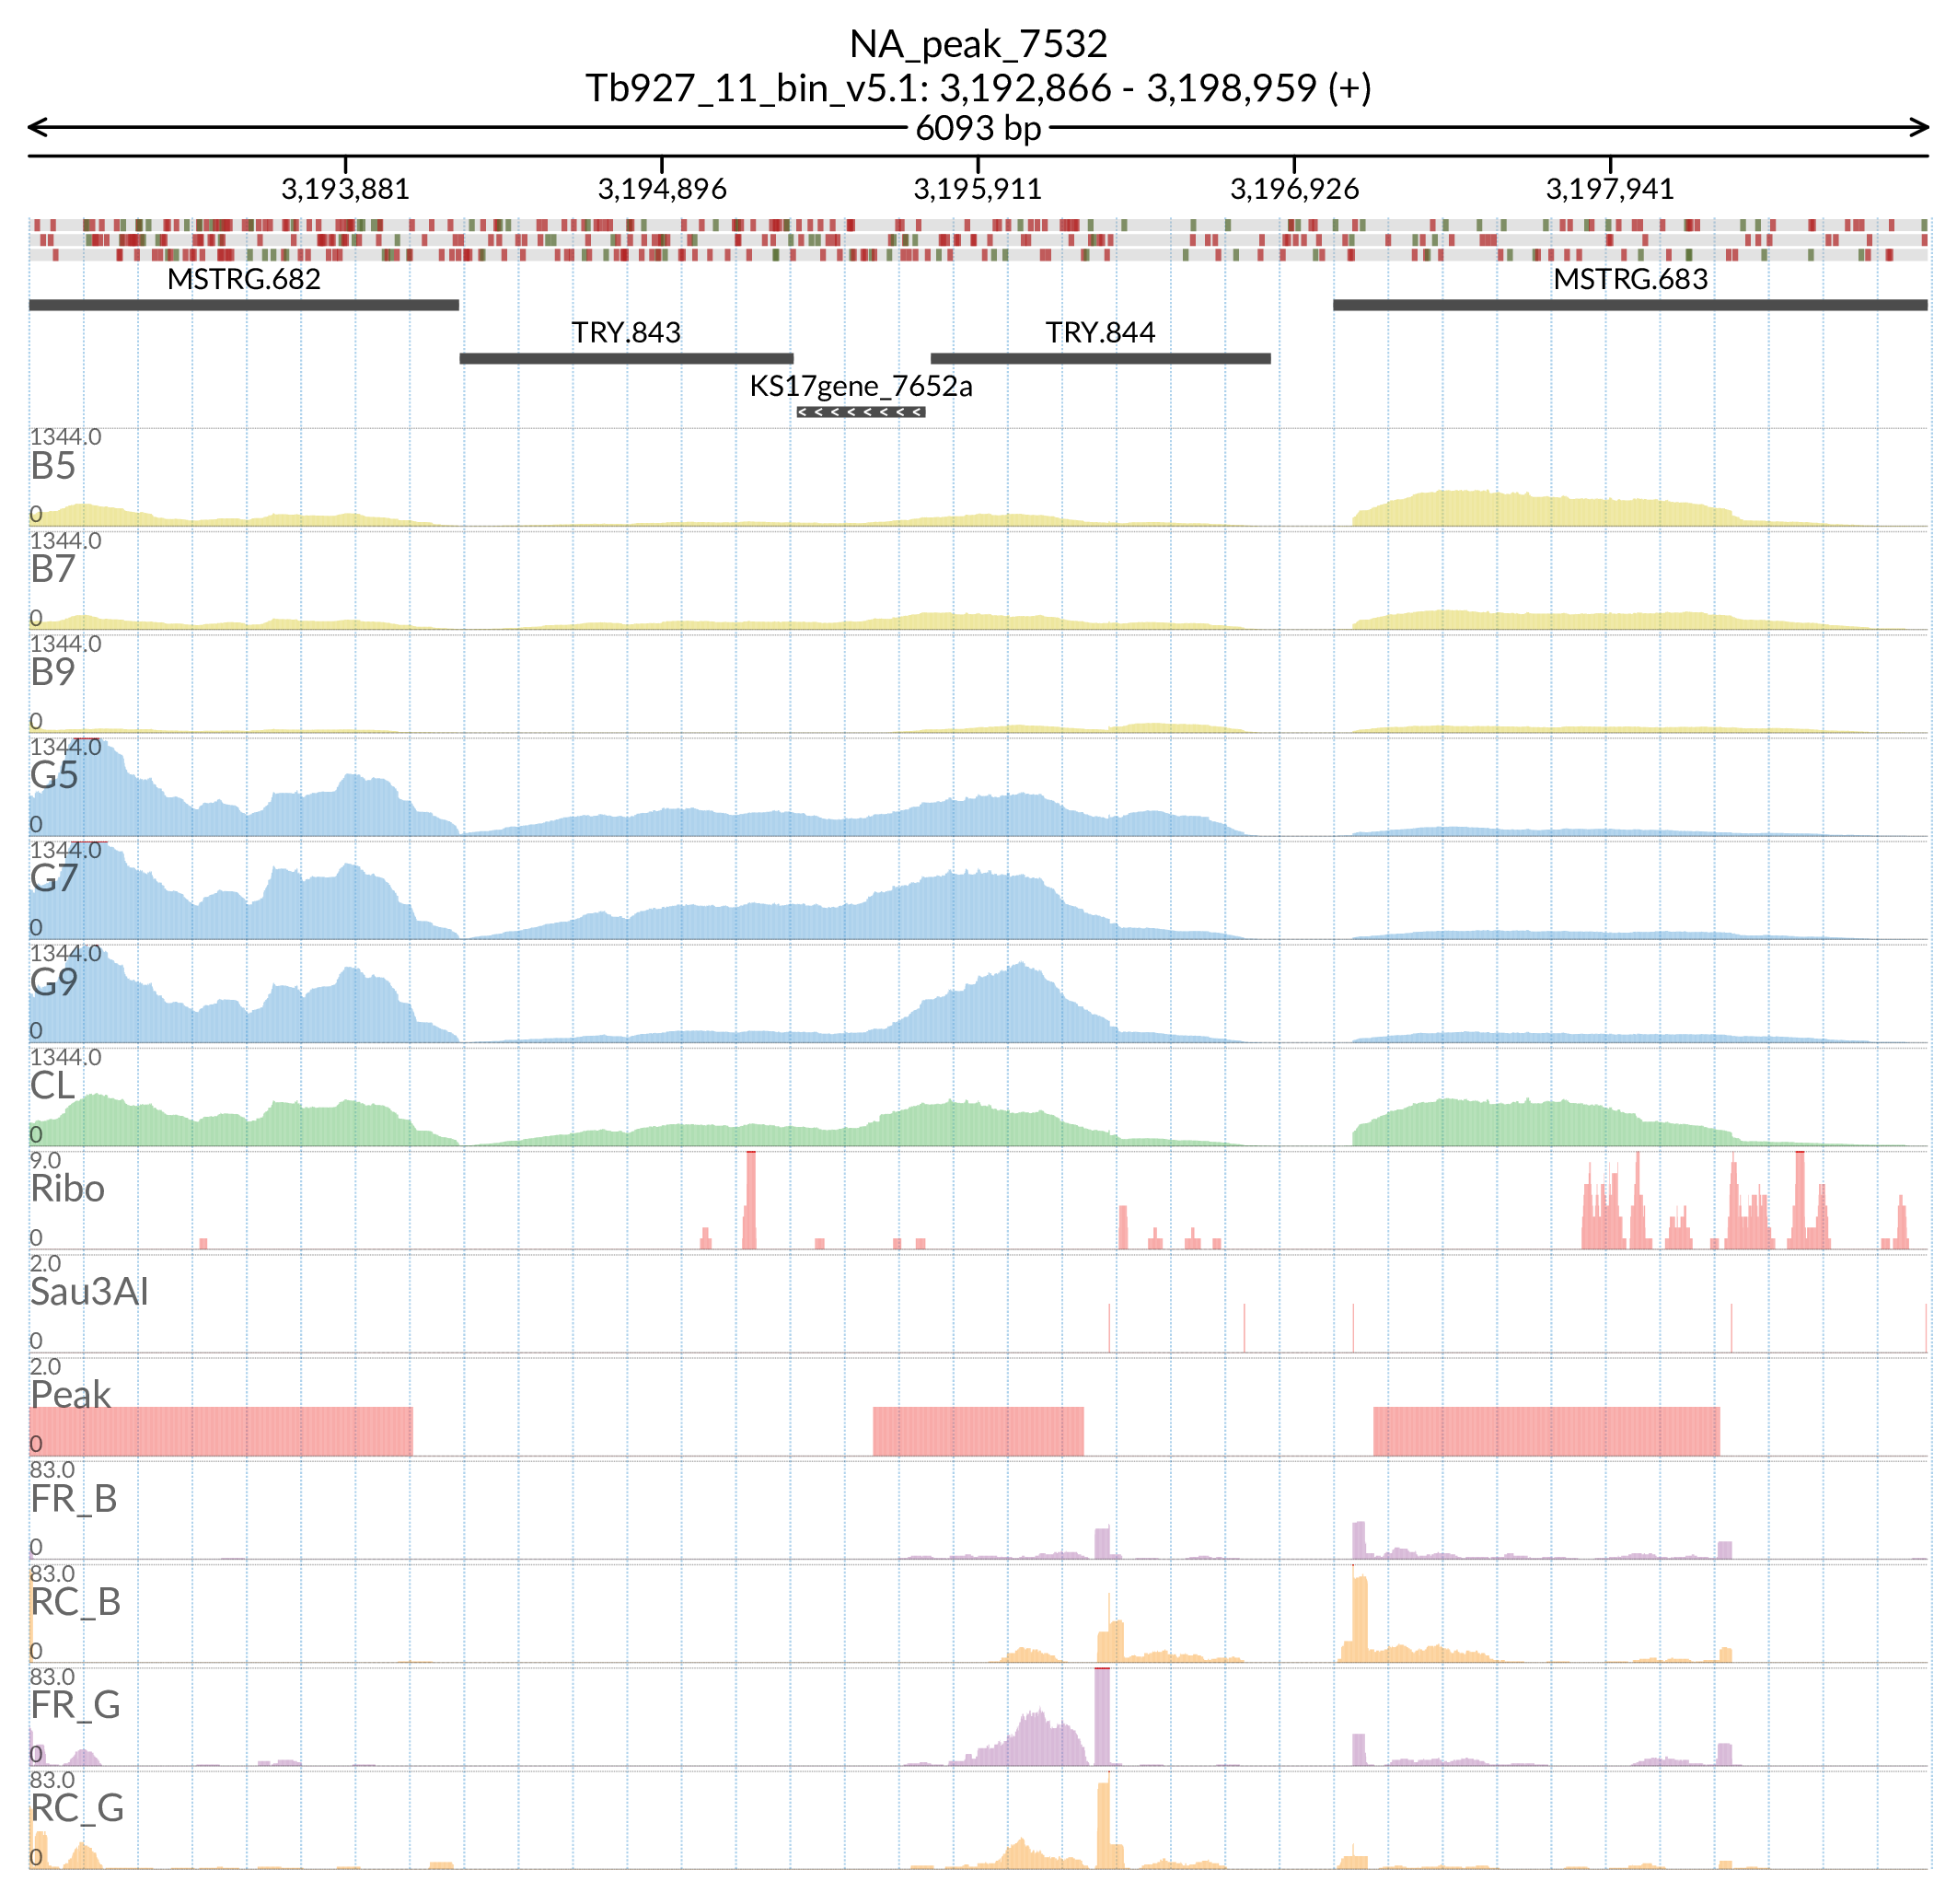 NA_peak_7532
Tb927_11_bin_v5.1: 3,192,866 - 3,198,959 (+)
6093 bp
3,193,881 3,194,896 3,195,911 3,196,926 3,197,941
MSTRG.682 MSTRG.683
TRY.843 TRY.844
KS17gene_7652a
1344.0
B5
0
1344.0
B7
0
1344.0
B9
0
1344.0
G5
0
1344.0
G7
0
1344.0
G9
0
1344.0
CL
0
9.0
Ribo
0
2.0
Sau3AI
0
2.0
Peak
0
83.0
FR_B
0
83.0
RC_B
0
83.0
FR_G
0
83.0
RC_G
0